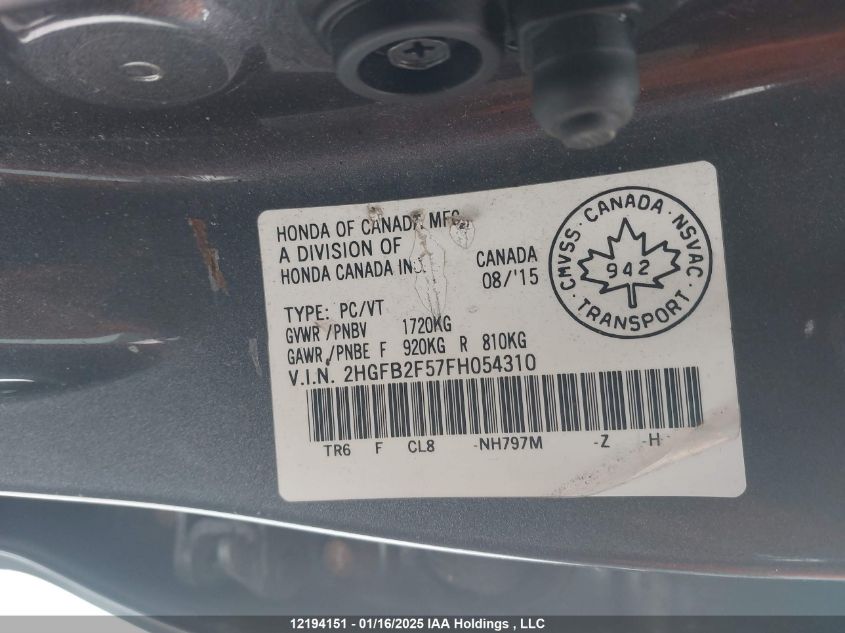 HONDA OF CANADA MFG.
A DIVISION OF
HONDA CANADA INC.
CANADA
08/'15
CMVSS · CANADA · NSVAC
942
TRANSPORT
TYPE: PC/VT
GVWR/PNBV 1720KG
GAWR/PNBE F 920KG R 810KG
V.I.N. 2HGFB2F57FH054310
TR6 F CL8 -NH797M -Z -H-
12194151 - 01/16/2025 IAA Holdings , LLC